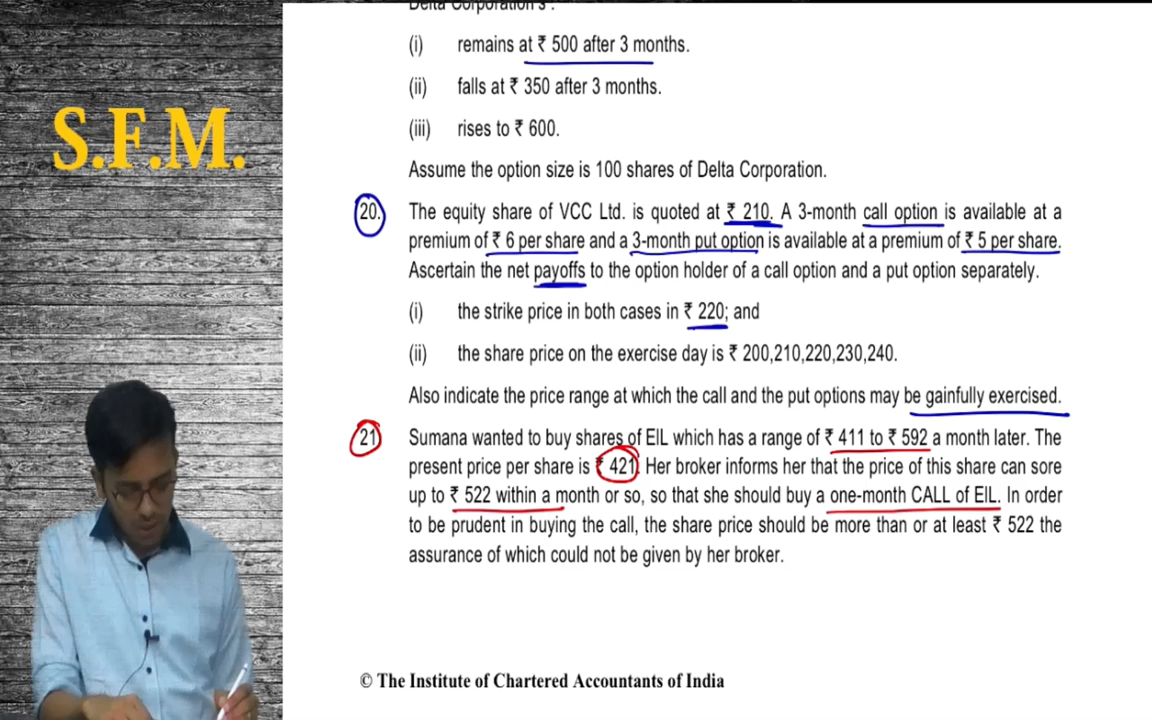 Delta Corporation's :
(i) remains at ₹ 500 after 3 months.
(ii) falls at ₹ 350 after 3 months.
(iii) rises to ₹ 600.
S.F.M.
Assume the option size is 100 shares of Delta Corporation.
20. The equity share of VCC Ltd. is quoted at ₹ 210. A 3-month call option is available at a
premium of ₹ 6 per share and a 3-month put option is available at a premium of ₹ 5 per share.
Ascertain the net payoffs to the option holder of a call option and a put option separately.
(i) the strike price in both cases in ₹ 220; and
(ii) the share price on the exercise day is ₹ 200,210,220,230,240.
Also indicate the price range at which the call and the put options may be gainfully exercised.
21 Sumana wanted to buy shares of EIL which has a range of ₹ 411 to ₹ 592 a month later. The
present price per share is ₹ 421. Her broker informs her that the price of this share can sore
up to ₹ 522 within a month or so, so that she should buy a one-month CALL of EIL. In order
to be prudent in buying the call, the share price should be more than or at least ₹ 522 the
assurance of which could not be given by her broker.
© The Institute of Chartered Accountants of India